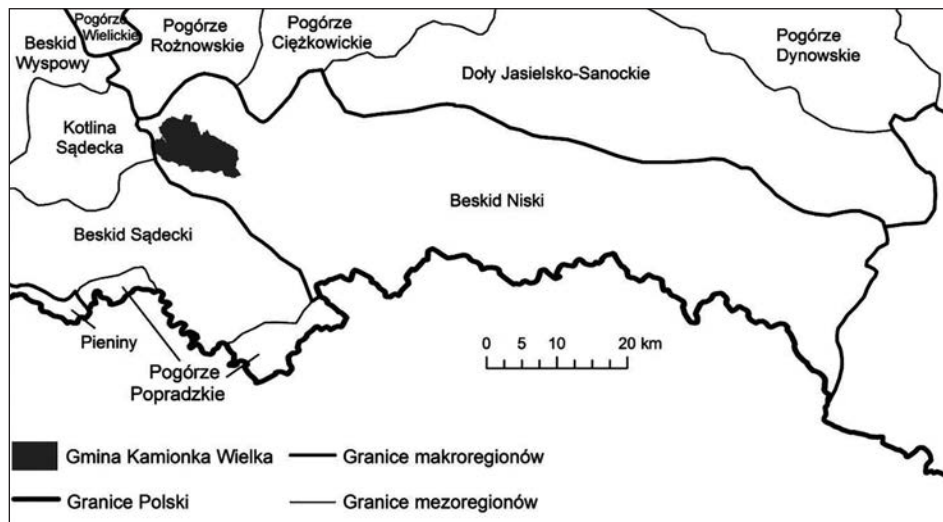 Pogórze
Wielickie
Beskid
Wyspowy
Pogórze
Rożnowskie
Pogórze
Ciężkowickie
Doły Jasielsko-Sanockie
Pogórze
Dynowskie
Kotlina
Sądecka
Beskid Niski
Beskid Sądecki
Pieniny
Pogórze
Popradzkie
0 5 10 20 km
Gmina Kamionka Wielka
Granice makroregionów
Granice Polski
Granice mezoregionów